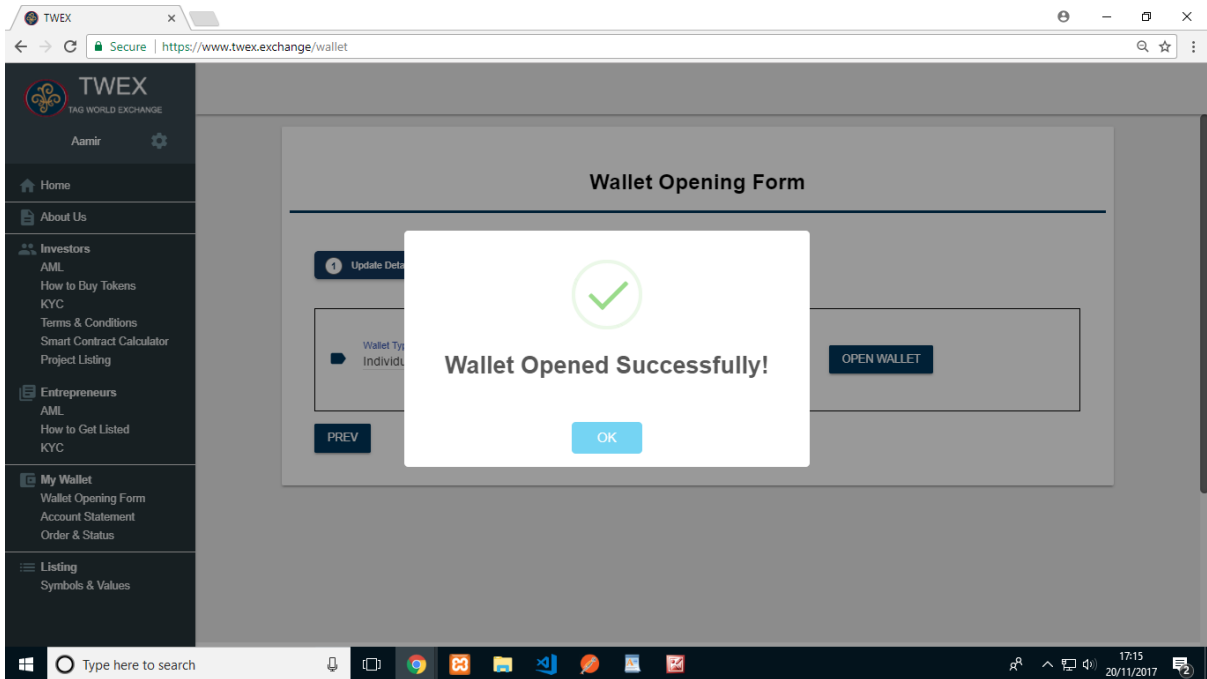 TWEX
Secure | https://www.twex.exchange/wallet
TWEX
TAG WORLD EXCHANGE
Aamir
Home
About Us
Investors
AML
How to Buy Tokens
KYC
Terms & Conditions
Smart Contract Calculator
Project Listing
Entrepreneurs
AML
How to Get Listed
KYC
My Wallet
Wallet Opening Form
Account Statement
Order & Status
Listing
Symbols & Values
Wallet Opening Form
1 Update Deta
Wallet Typ
Individu
OPEN WALLET
PREV
Wallet Opened Successfully!
OK
Type here to search
17:15
20/11/2017
2